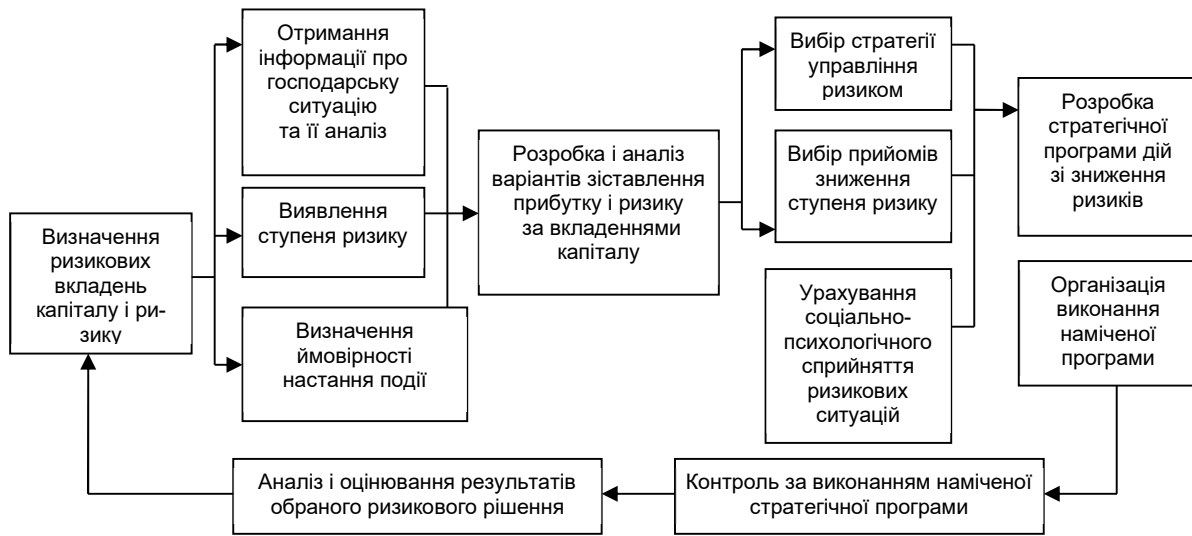 Отримання
інформації про
господарську
ситуацію
та її аналіз
Вибір стратегії
управління
ризиком
Розробка
стратегічної
програми дій
зі зниження
ризиків
Розробка і аналіз
варіантів зіставлення
прибутку і ризику
за вкладеннями
капіталу
Вибір прийомів
зниження
ступеня ризику
Виявлення
ступеня ризику
Визначення
ризикових
вкладень
капіталу і ри-
зику
Визначення
ймовірності
настання події
Урахування
соціально-
психологічного
сприйняття
ризикових
ситуацій
Організація
виконання
наміченої
програми
Аналіз і оцінювання результатів
обраного ризикового рішення
Контроль за виконанням наміченої
стратегічної програми